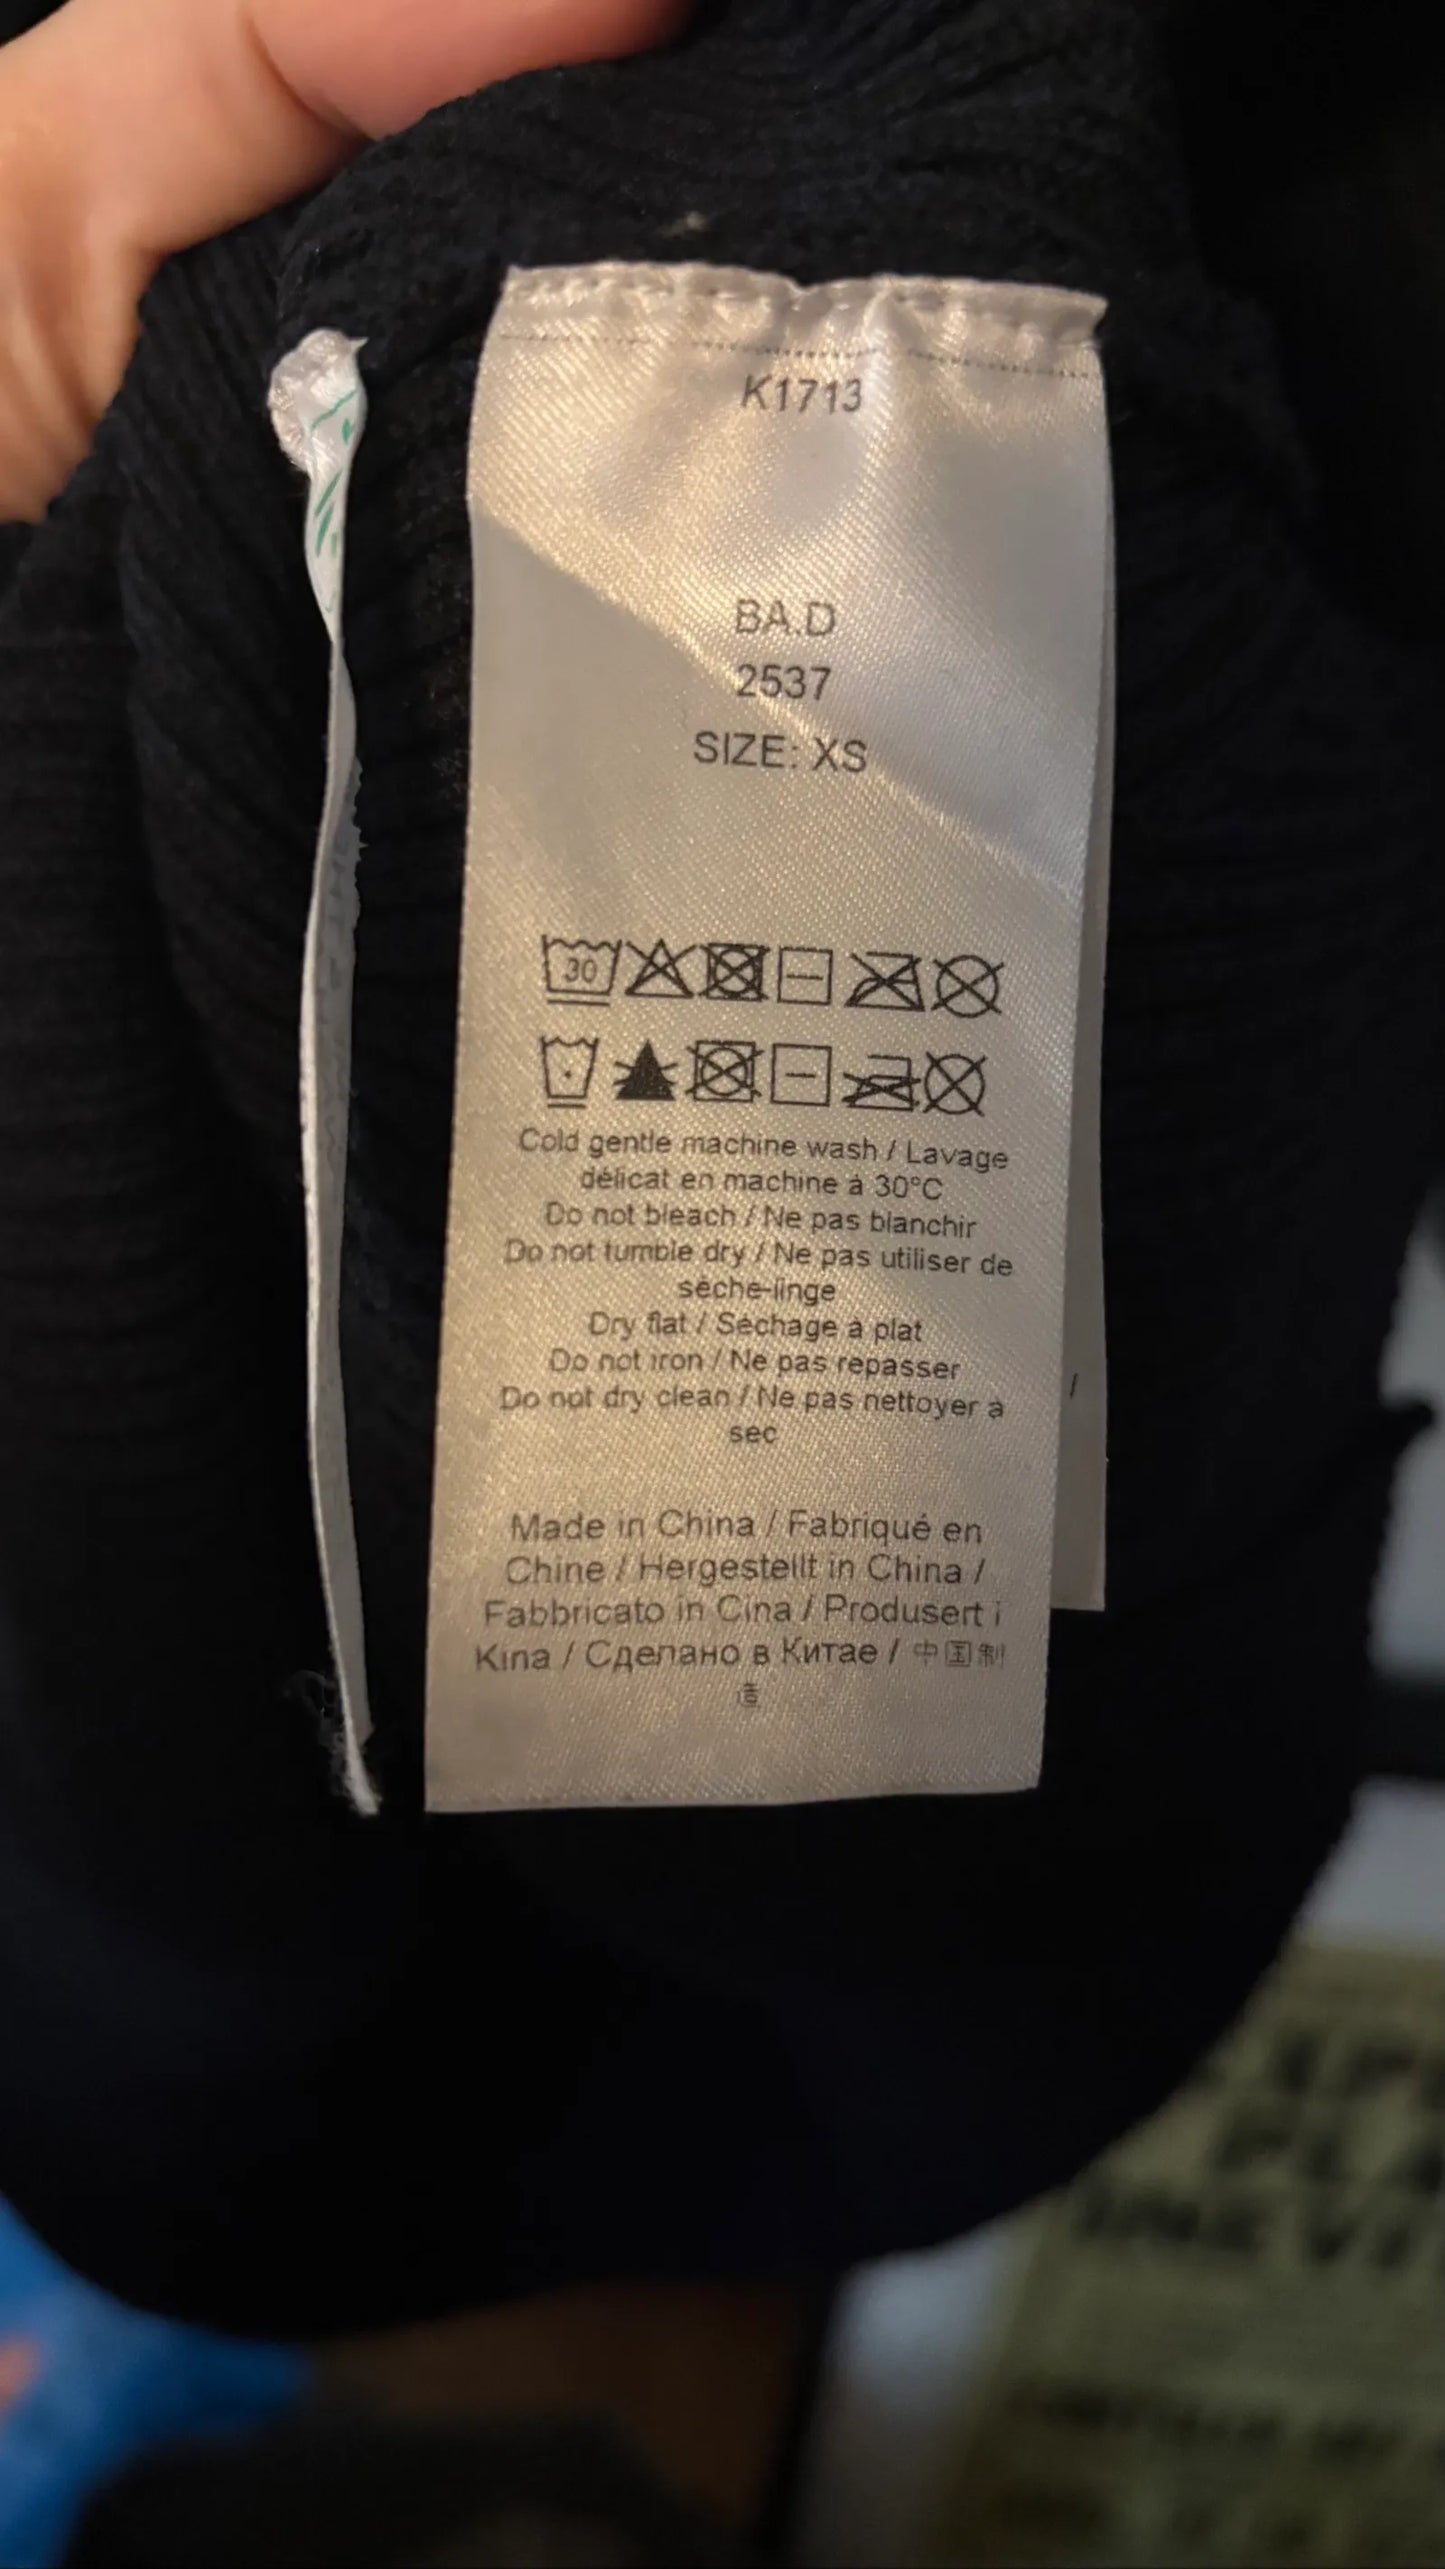 K1713
BA.D
2537
SIZE: XS
30
Cold gentle machine wash / Lavage
délicat en machine à 30°C
Do not bleach / Ne pas blanchir
Do not tumble dry / Ne pas utiliser de
sèche-linge
Dry flat / Séchage à plat
Do not iron / Ne pas repasser
Do not dry clean / Ne pas nettoyer à
sec
Made in China / Fabriqué en
Chine / Hergestellt in China /
Fabbricato in Cina / Produsert i
Kina / Сделано в Китае / 中国制
造
/